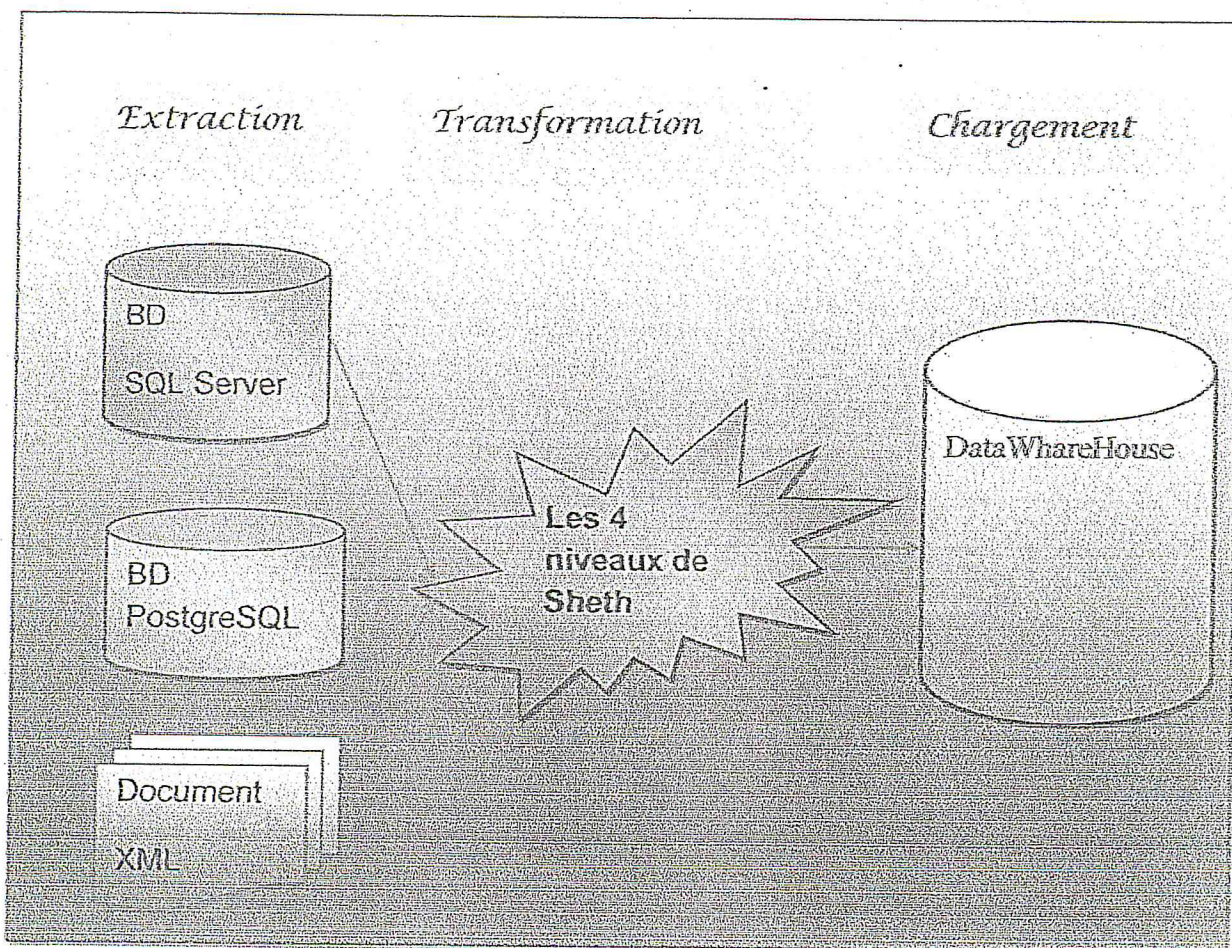 Extraction
Transformation
Chargement
BD
SQL Server
BD
PostgreSQL
Document
XML
Les 4
niveaux de
Sheth
DataWhareHouse